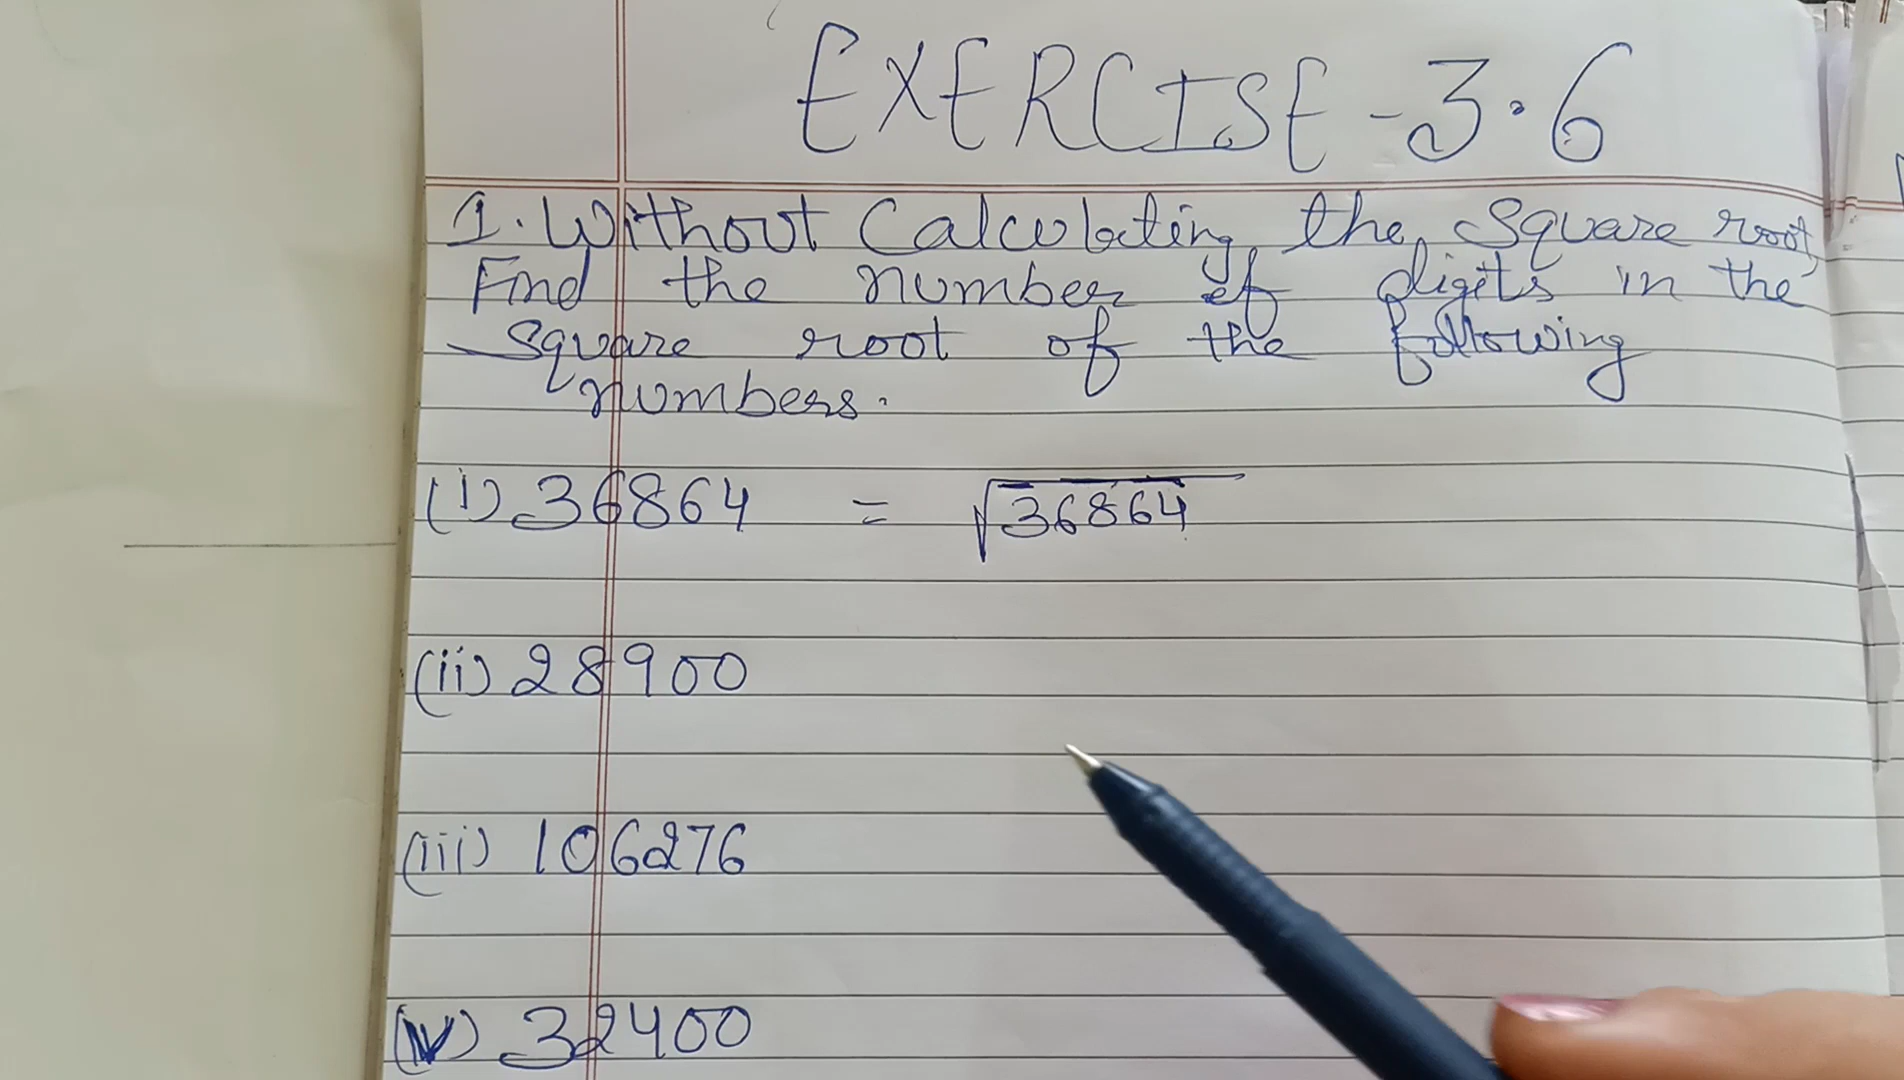 EXERCISE - 3.6
1. Without Calculating the Square root,
Find the number of digits in the
Square root of the following
numbers.
(i) 36864 = √36864
(ii) 28900
(iii) 106276
(iv) 32400